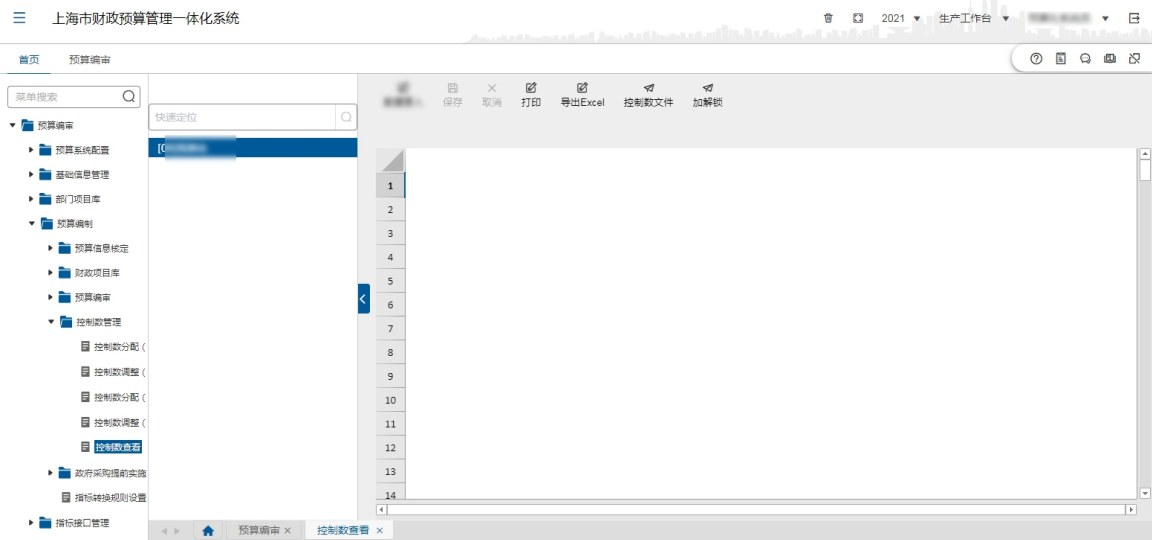 上海市财政预算管理一体化系统
2021
生产工作台
首页
预算编审
菜单搜索
预算编审
预算系统配置
基础信息管理
部门项目库
预算编制
预算信息核定
财政项目库
预算编审
控制数管理
控制数分配（
控制数调整（
控制数分配（
控制数调整（
控制数查看
政府采购提前实施
指标转换规则设置
指标接口管理
快速定位
[0
保存
取消
打印
导出Excel
控制数文件
加解锁
1
2
3
4
5
6
7
8
9
10
11
12
13
14
预算编审 ×
控制数查看 ×